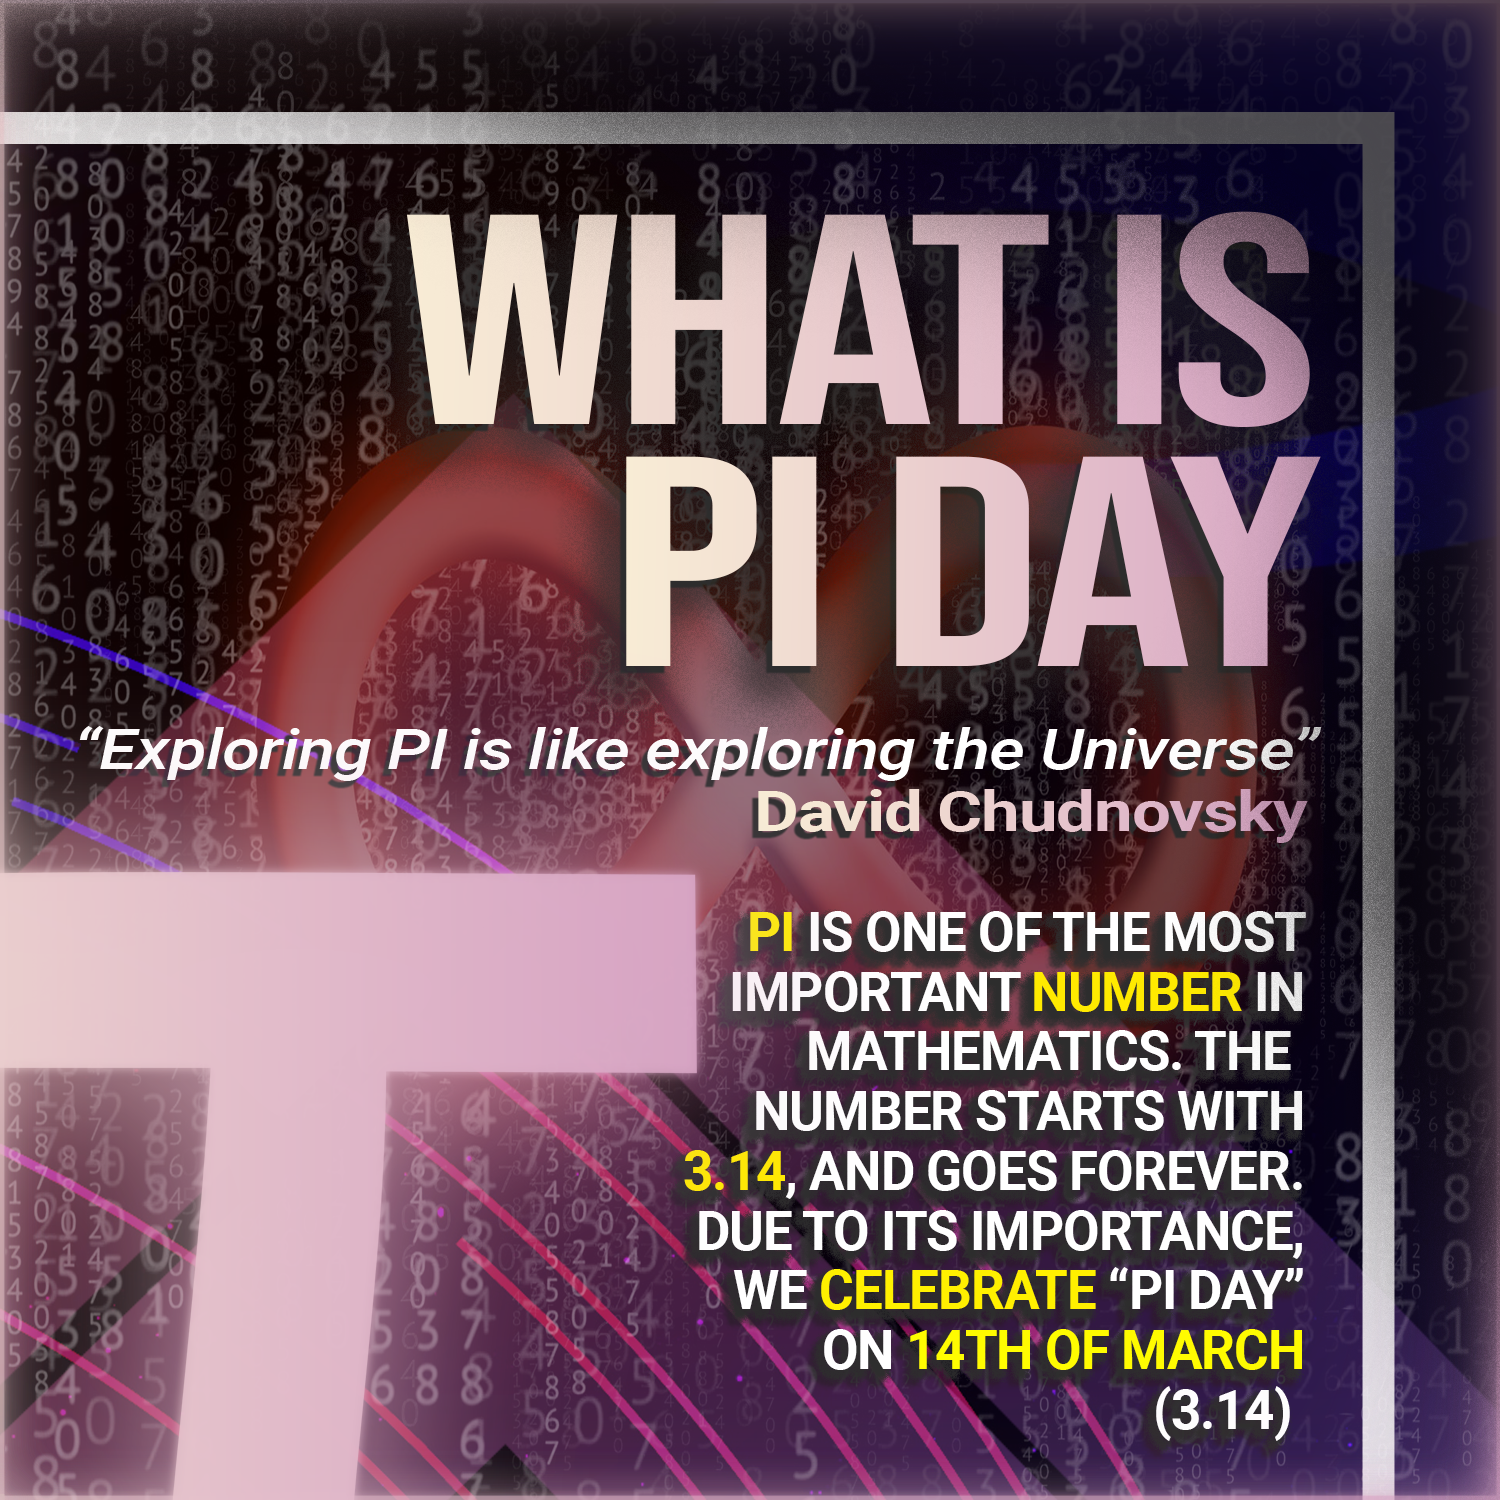 WHAT IS
PI DAY
“Exploring PI is like exploring the Universe”
David Chudnovsky
PI IS ONE OF THE MOST
IMPORTANT NUMBER IN
MATHEMATICS. THE
NUMBER STARTS WITH
3.14, AND GOES FOREVER.
DUE TO ITS IMPORTANCE,
WE CELEBRATE “PI DAY”
ON 14TH OF MARCH
(3.14)